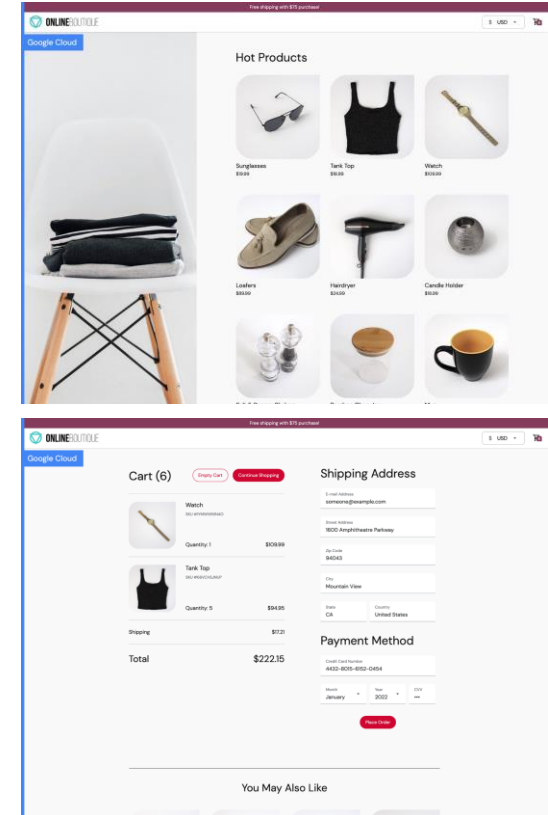 Free shipping with $75 purchase!
ONLINEBOUTIQUE
$ USD
Google Cloud
Hot Products
Sunglasses
$19.99
Tank Top
$18.99
Watch
$109.99
Loafers
$89.99
Hairdryer
$24.99
Candle Holder
$18.99
Free shipping with $75 purchase!
ONLINEBOUTIQUE
$ USD
Google Cloud
Cart (6)
Empty Cart
Continue Shopping
Watch
Quantity: 1
$109.99
Tank Top
Quantity: 5
$94.95
Shipping
$17.21
Total
$222.15
Shipping Address
E-mail Address
someone@example.com
Street Address
1600 Amphitheatre Parkway
Zip Code
94043
City
Mountain View
State
CA
Country
United States
Payment Method
Credit Card Number
4432-8015-6152-0454
Month
January
Year
2022
CVV
Place Order
You May Also Like